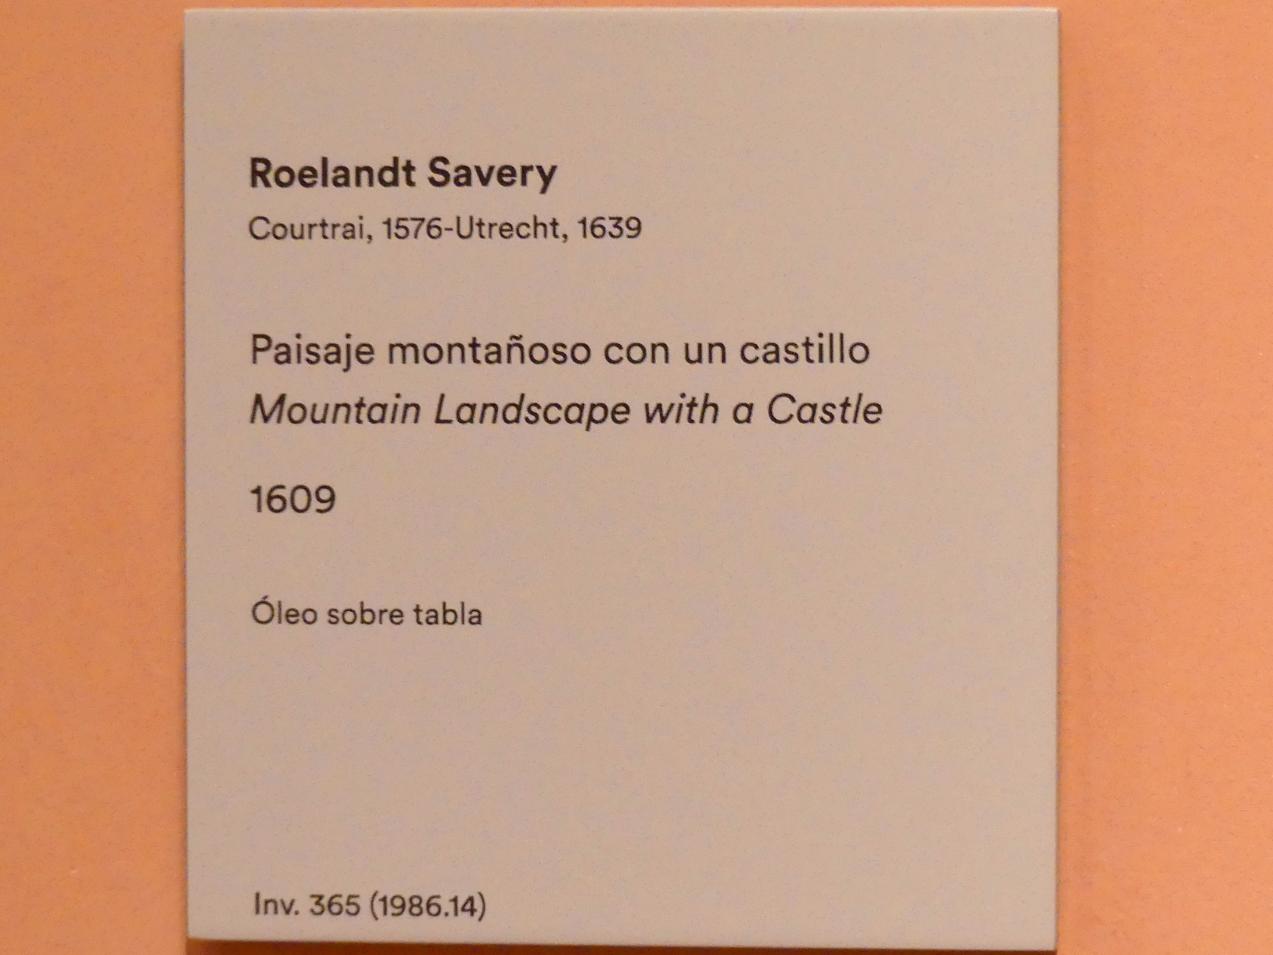 Roelandt Savery
Courtrai, 1576-Utrecht, 1639
Paisaje montañoso con un castillo
Mountain Landscape with a Castle
1609
Óleo sobre tabla
Inv. 365 (1986.14)